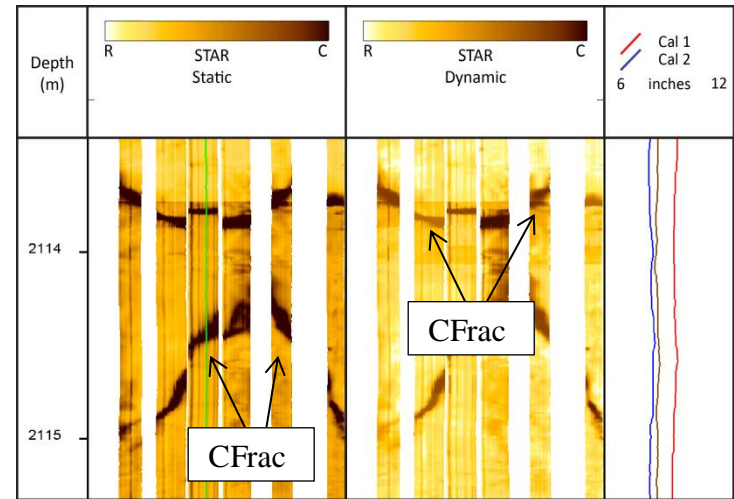 Depth
(m)
R C
STAR
Static
R C
STAR
Dynamic
Cal 1
Cal 2
6 inches 12
2114
2115
CFrac
CFrac